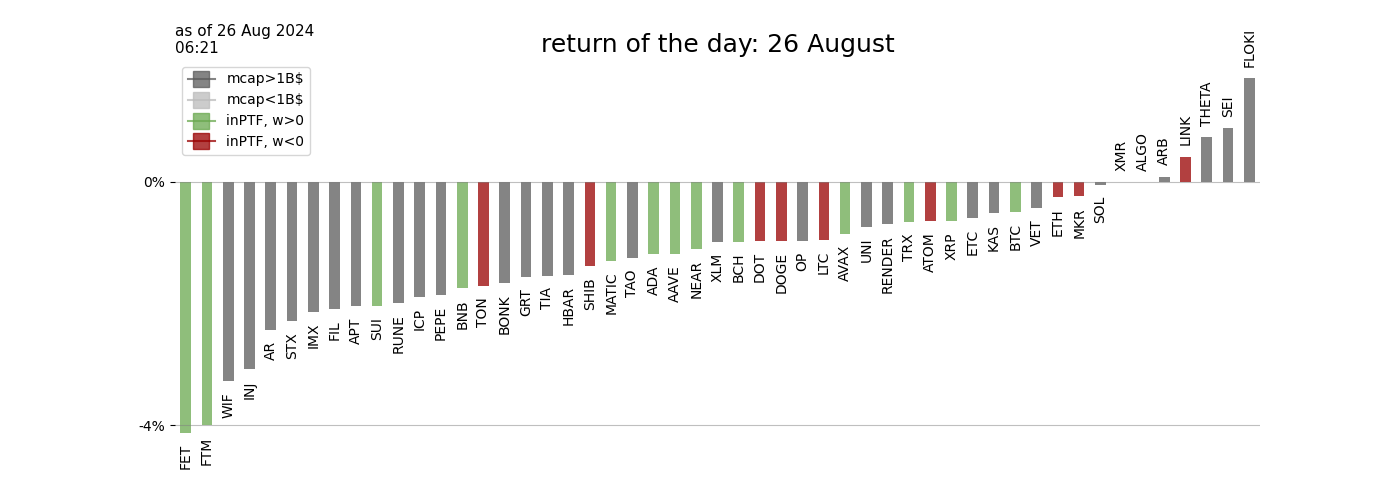 as of 26 Aug 2024
06:21
return of the day: 26 August
mcap>1B$
mcap<1B$
inPTF, w>0
inPTF, w<0
0%
-4%
FET
FTM
WIF
INJ
AR
STX
IMX
FIL
APT
SUI
RUNE
ICP
PEPE
BNB
TON
BONK
GRT
TIA
HBAR
SHIB
MATIC
TAO
ADA
AAVE
NEAR
XLM
BCH
DOT
DOGE
OP
LTC
AVAX
UNI
RENDER
TRX
ATOM
XRP
ETC
KAS
BTC
VET
ETH
MKR
SOL
XMR
ALGO
ARB
LINK
THETA
SEI
FLOKI